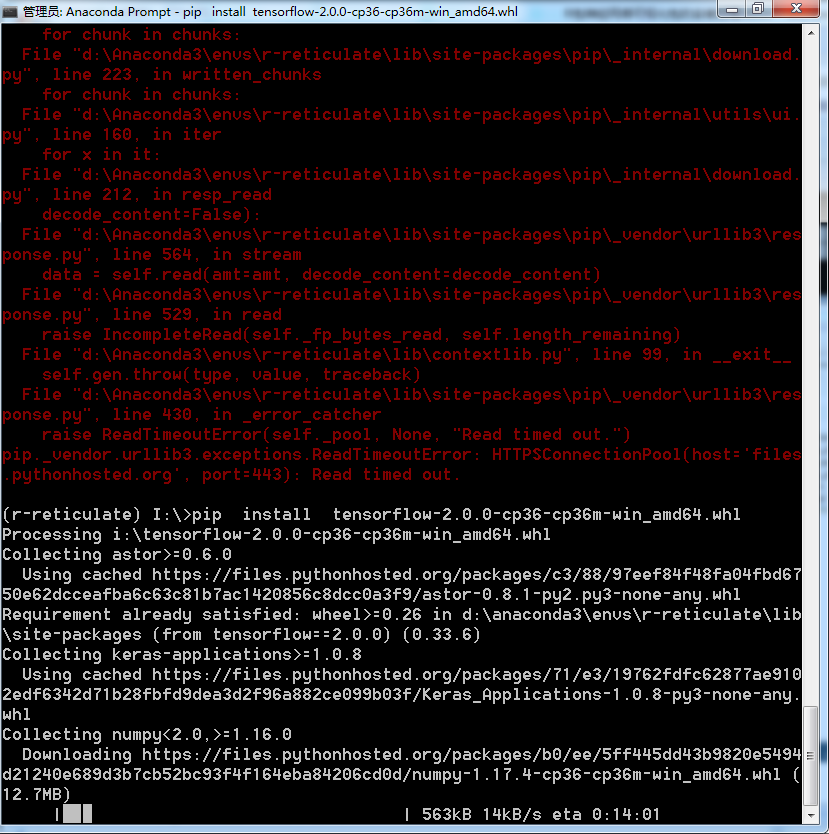 管理员: Anaconda Prompt - pip   install  tensorflow-2.0.0-cp36-cp36m-win_amd64.whl
    for chunk in chunks:
  File "d:\Anaconda3\envs\r-reticulate\lib\site-packages\pip\_internal\download.
py", line 223, in written_chunks
    for chunk in chunks:
  File "d:\Anaconda3\envs\r-reticulate\lib\site-packages\pip\_internal\utils\ui.
py", line 160, in iter
    for x in it:
  File "d:\Anaconda3\envs\r-reticulate\lib\site-packages\pip\_internal\download.
py", line 212, in resp_read
    decode_content=False):
  File "d:\Anaconda3\envs\r-reticulate\lib\site-packages\pip\_vendor\urllib3\res
ponse.py", line 564, in stream
    data = self.read(amt=amt, decode_content=decode_content)
  File "d:\Anaconda3\envs\r-reticulate\lib\site-packages\pip\_vendor\urllib3\res
ponse.py", line 529, in read
    raise IncompleteRead(self._fp_bytes_read, self.length_remaining)
  File "d:\Anaconda3\envs\r-reticulate\lib\contextlib.py", line 99, in __exit__
    self.gen.throw(type, value, traceback)
  File "d:\Anaconda3\envs\r-reticulate\lib\site-packages\pip\_vendor\urllib3\res
ponse.py", line 430, in _error_catcher
    raise ReadTimeoutError(self._pool, None, "Read timed out.")
pip._vendor.urllib3.exceptions.ReadTimeoutError: HTTPSConnectionPool(host='files
.pythonhosted.org', port=443): Read timed out.
(r-reticulate) I:\>pip  install  tensorflow-2.0.0-cp36-cp36m-win_amd64.whl
Processing i:\tensorflow-2.0.0-cp36-cp36m-win_amd64.whl
Collecting astor>=0.6.0
  Using cached https://files.pythonhosted.org/packages/c3/88/97eef84f48fa04fbd67
50e62dcceafba6c63c81b7ac1420856c8dcc0a3f9/astor-0.8.1-py2.py3-none-any.whl
Requirement already satisfied: wheel>=0.26 in d:\anaconda3\envs\r-reticulate\lib
\site-packages (from tensorflow==2.0.0) (0.33.6)
Collecting keras-applications>=1.0.8
  Using cached https://files.pythonhosted.org/packages/71/e3/19762fdfc62877ae910
2edf6342d71b28fbfd9dea3d2f96a882ce099b03f/Keras_Applications-1.0.8-py3-none-any.
whl
Collecting numpy<2.0,>=1.16.0
  Downloading https://files.pythonhosted.org/packages/b0/ee/5ff445dd43b9820e5494
d21240e689d3b7cb52bc93f4f164eba84206cd0d/numpy-1.17.4-cp36-cp36m-win_amd64.whl (
12.7MB)
    |██                              | 563kB 14kB/s eta 0:14:01